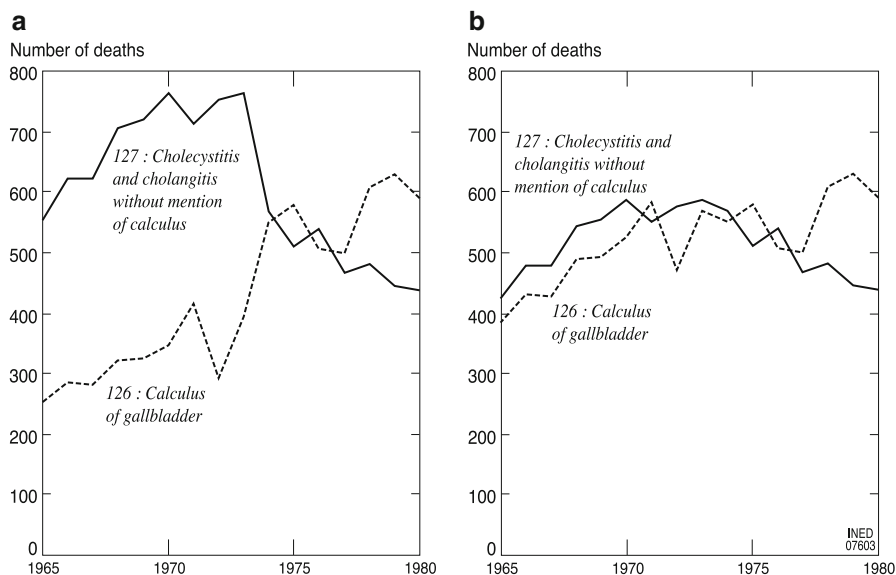 a
Number of deaths
800
700
600
500
400
300
200
100
0
1965
1970
1975
1980
127 : Cholecystitis
and cholangitis
without mention
of calculus
126 : Calculus
of gallbladder
b
Number of deaths
800
700
600
500
400
300
200
100
0
1965
1970
1975
1980
127 : Cholecystitis and
cholangitis without
mention of calculus
126 : Calculus
of gallbladder
INED
07603